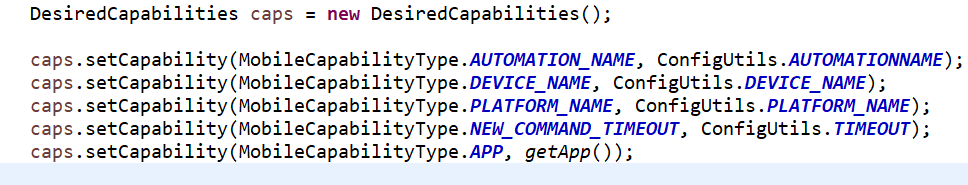 DesiredCapabilities caps = new DesiredCapabilities();
caps.setCapability(MobileCapabilityType.AUTOMATION_NAME, ConfigUtils.AUTOMATIONNAME);
caps.setCapability(MobileCapabilityType.DEVICE_NAME, ConfigUtils.DEVICE_NAME);
caps.setCapability(MobileCapabilityType.PLATFORM_NAME, ConfigUtils.PLATFORM_NAME);
caps.setCapability(MobileCapabilityType.NEW_COMMAND_TIMEOUT, ConfigUtils.TIMEOUT);
caps.setCapability(MobileCapabilityType.APP, getApp());